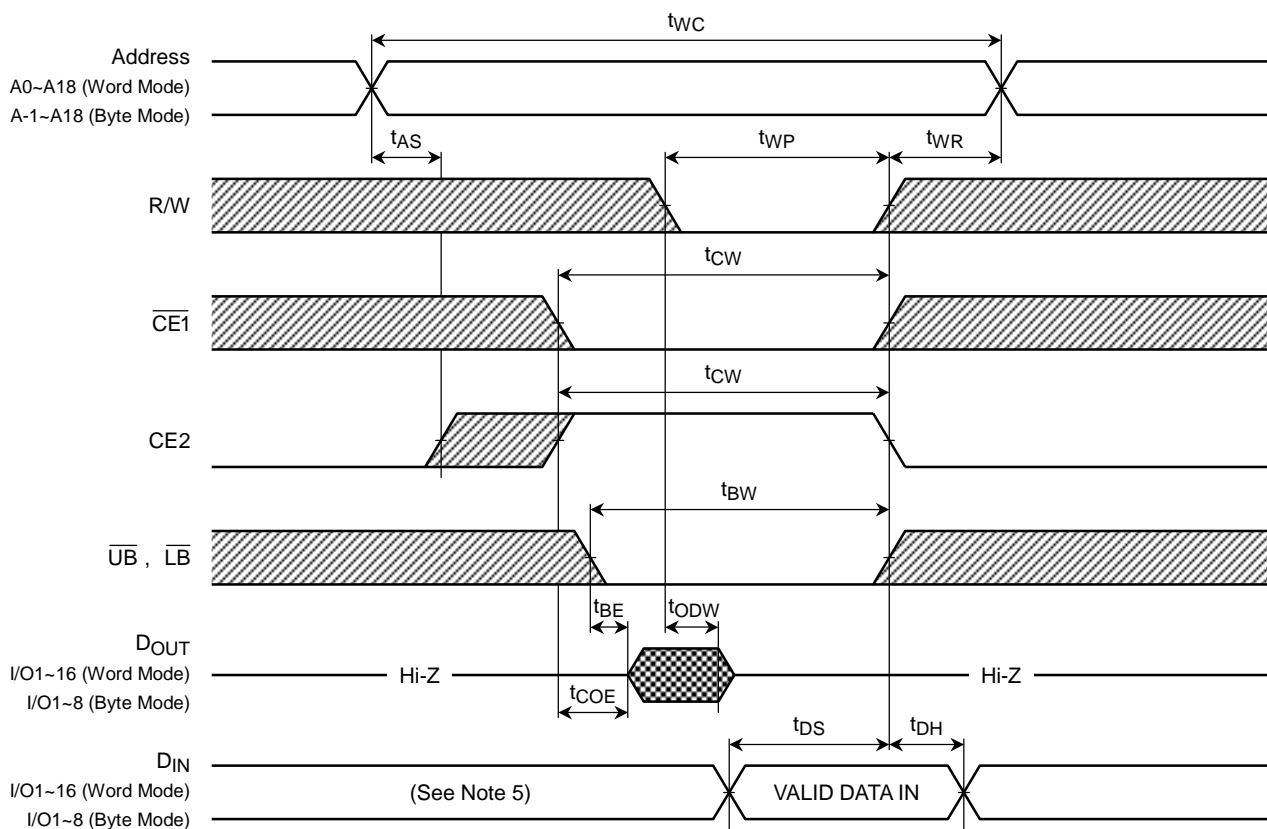 tWC
Address
A0~A18 (Word Mode)
A-1~A18 (Byte Mode)
tAS
tWP
tWR
R/W
tCW
CE1
tCW
CE2
tBW
UB , LB
tBE
tODW
DOUT
I/O1~16 (Word Mode)
Hi-Z
Hi-Z
I/O1~8 (Byte Mode)
tCOE
tDS
tDH
DIN
I/O1~16 (Word Mode)
(See Note 5)
VALID DATA IN
I/O1~8 (Byte Mode)